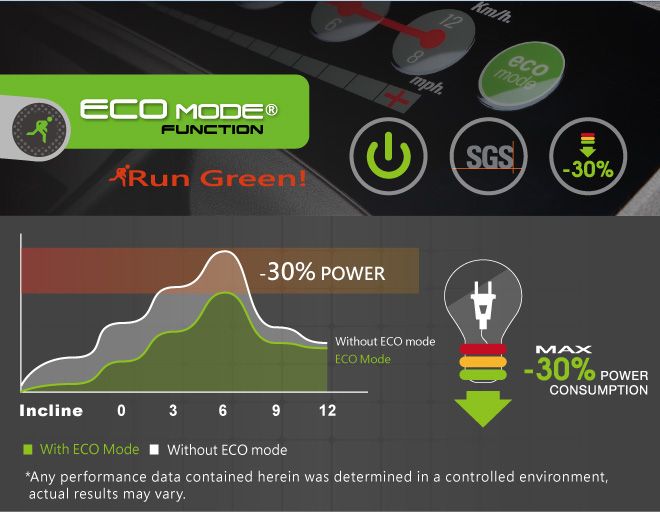 12
Km/h.
6
8
mph.
eco
mode
ECO MODE®
FUNCTION
Run Green!
SGS
-30%
-30% POWER
Without ECO mode
ECO Mode
MAX
-30% POWER
CONSUMPTION
Incline 0 3 6 9 12
With ECO Mode Without ECO mode
*Any performance data contained herein was determined in a controlled environment,
actual results may vary.